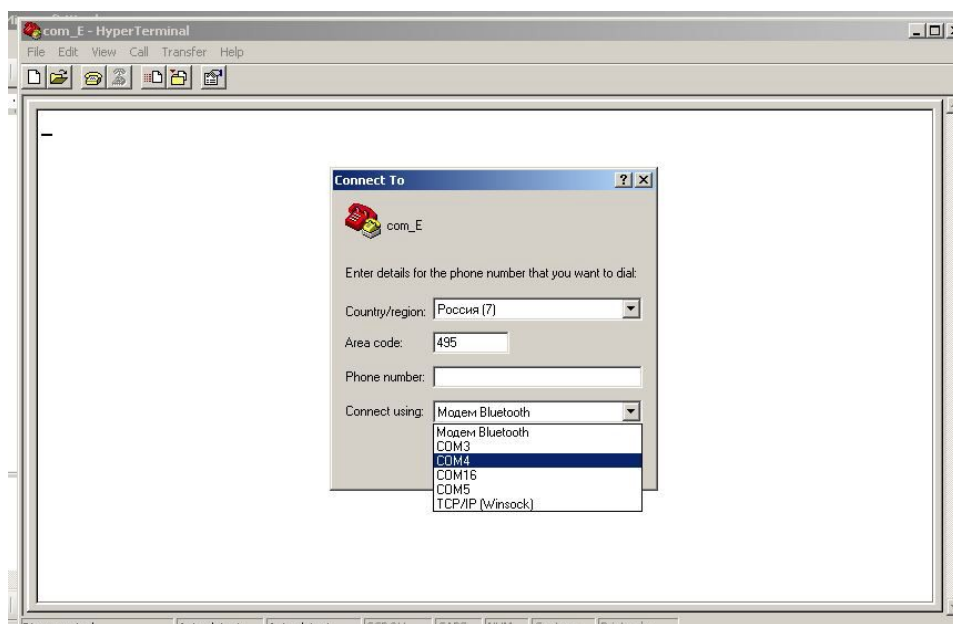 com_E - HyperTerminal
File Edit View Call Transfer Help
Connect To
com_E
Enter details for the phone number that you want to dial:
Country/region: Россия (7)
Area code: 495
Phone number:
Connect using: Модем Bluetooth
Модем Bluetooth
COM3
COM4
COM16
COM5
TCP/IP (Winsock)